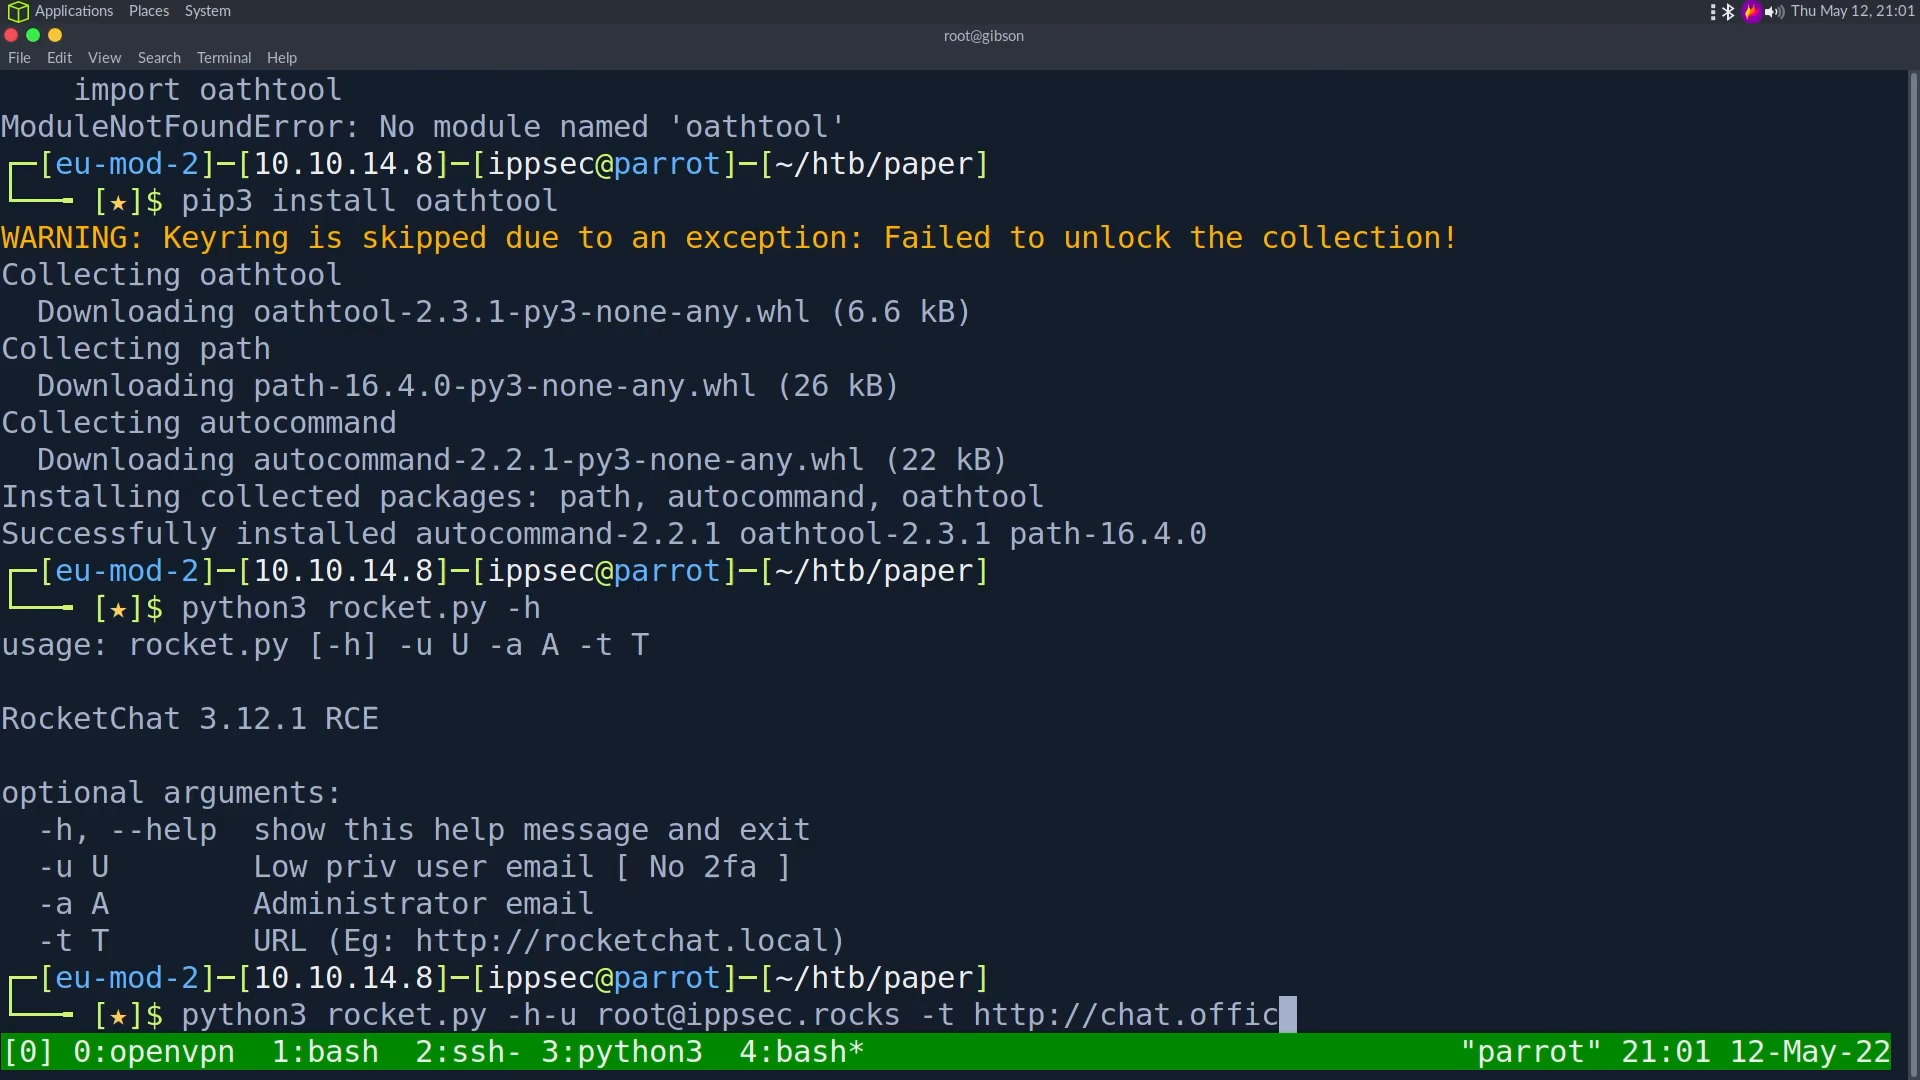 Applications Places System Thu May 12, 21:01
root@gibson
File Edit View Search Terminal Help
    import oathtool
ModuleNotFoundError: No module named 'oathtool'
┌─[eu-mod-2]─[10.10.14.8]─[ippsec@parrot]─[~/htb/paper]
└──╼ [★]$ pip3 install oathtool
WARNING: Keyring is skipped due to an exception: Failed to unlock the collection!
Collecting oathtool
  Downloading oathtool-2.3.1-py3-none-any.whl (6.6 kB)
Collecting path
  Downloading path-16.4.0-py3-none-any.whl (26 kB)
Collecting autocommand
  Downloading autocommand-2.2.1-py3-none-any.whl (22 kB)
Installing collected packages: path, autocommand, oathtool
Successfully installed autocommand-2.2.1 oathtool-2.3.1 path-16.4.0
┌─[eu-mod-2]─[10.10.14.8]─[ippsec@parrot]─[~/htb/paper]
└──╼ [★]$ python3 rocket.py -h
usage: rocket.py [-h] -u U -a A -t T
RocketChat 3.12.1 RCE
optional arguments:
  -h, --help  show this help message and exit
  -u U        Low priv user email [ No 2fa ]
  -a A        Administrator email
  -t T        URL (Eg: http://rocketchat.local)
┌─[eu-mod-2]─[10.10.14.8]─[ippsec@parrot]─[~/htb/paper]
└──╼ [★]$ python3 rocket.py -h-u root@ippsec.rocks -t http://chat.offic
[0] 0:openvpn  1:bash  2:ssh- 3:python3  4:bash* "parrot" 21:01 12-May-22